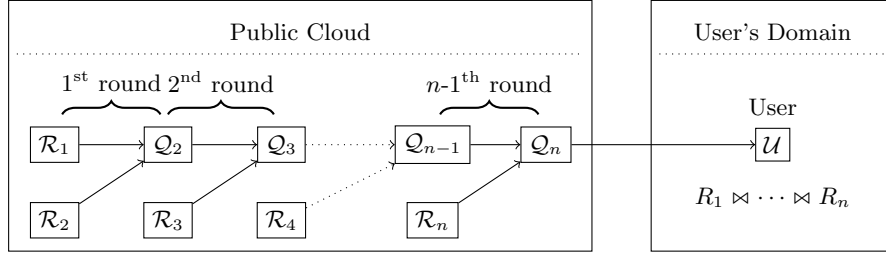 Public Cloud
User's Domain
1st round 2nd round n-1th round
User
R1 Q2 Q3 Qn−1 Qn U
R2 R3 R4 Rn
R1 ⋈ ⋯ ⋈ Rn